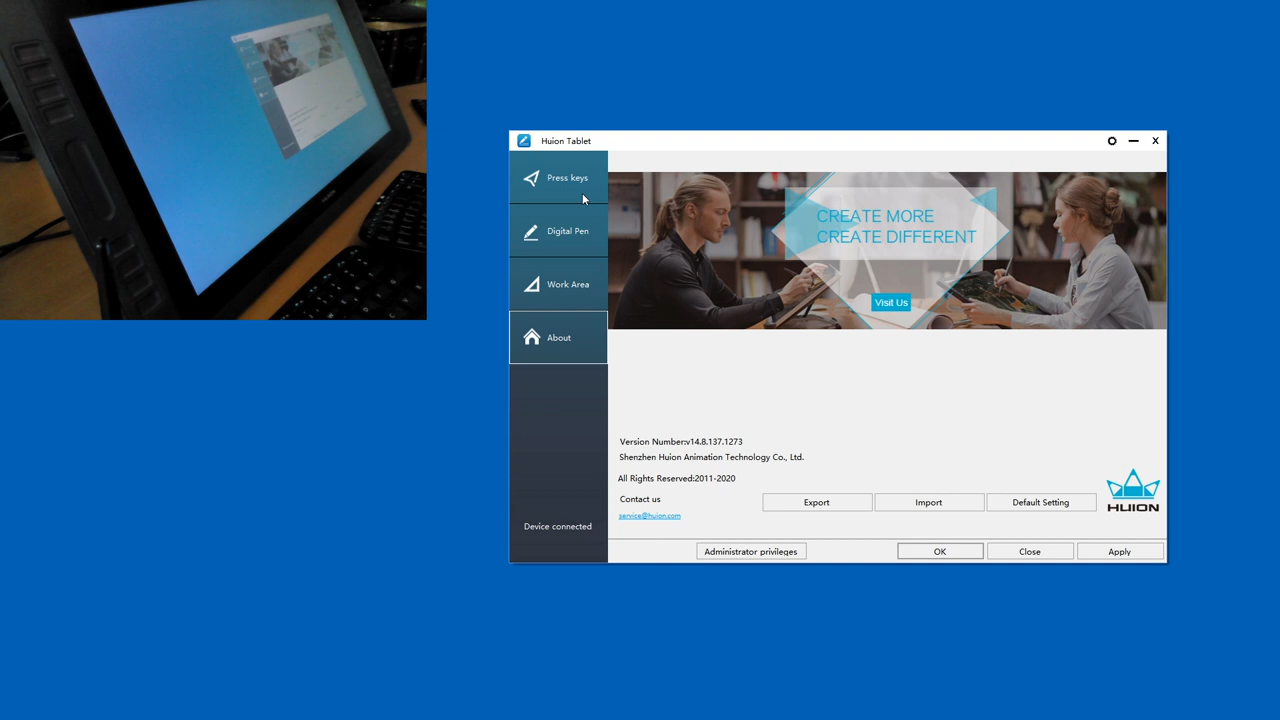 Huion Tablet
X
Press keys
Digital Pen
Work Area
About
Device connected
CREATE MORE
CREATE DIFFERENT
Visit Us
Version Number:v14.8.137.1273
Shenzhen Huion Animation Technology Co., Ltd.
All Rights Reserved:2011-2020
Contact us
service@huion.com
Export
Import
Default Setting
HUION
Administrator privileges
OK
Close
Apply